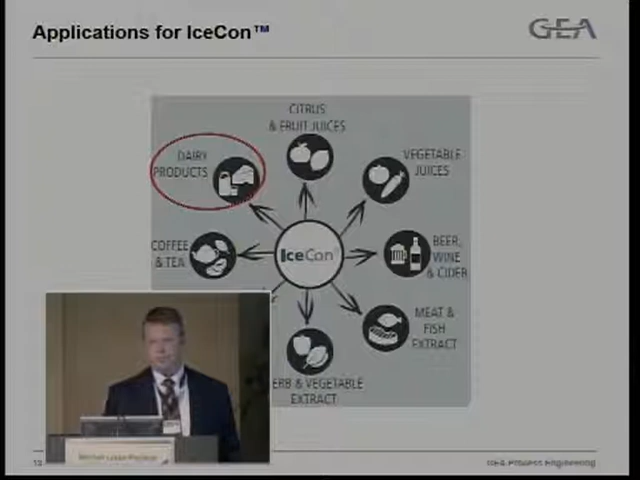 Applications for IceCon™
GEA
CITRUS
& FRUIT JUICES
DAIRY
PRODUCTS
VEGETABLE
JUICES
COFFEE
& TEA
IceCon
BEER,
WINE
& CIDER
MEAT &
FISH
EXTRACT
ERB & VEGETABLE
EXTRACT
GEA Process Engineering